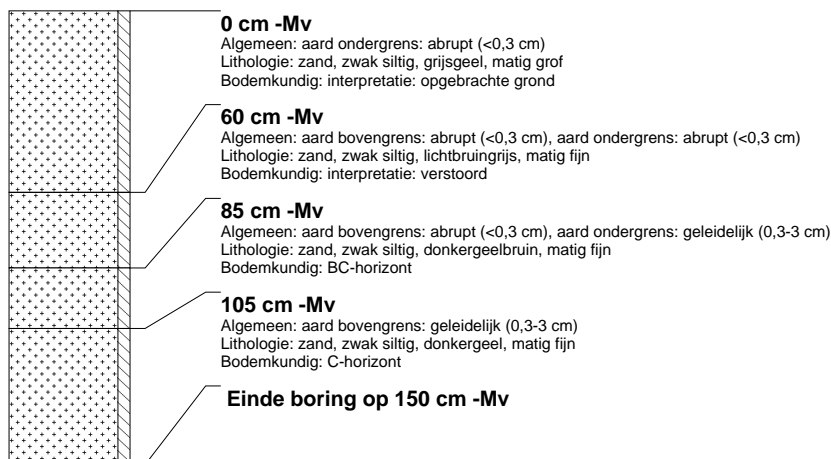 0 cm -Mv
Algemeen: aard ondergrens: abrupt (<0,3 cm)
Lithologie: zand, zwak siltig, grijsgeel, matig grof
Bodemkundig: interpretatie: opgebrachte grond
60 cm -Mv
Algemeen: aard bovengrens: abrupt (<0,3 cm), aard ondergrens: abrupt (<0,3 cm)
Lithologie: zand, zwak siltig, lichtbruingrijs, matig fijn
Bodemkundig: interpretatie: verstoord
85 cm -Mv
Algemeen: aard bovengrens: abrupt (<0,3 cm), aard ondergrens: geleidelijk (0,3-3 cm)
Lithologie: zand, zwak siltig, donkergeelbruin, matig fijn
Bodemkundig: BC-horizont
105 cm -Mv
Algemeen: aard bovengrens: geleidelijk (0,3-3 cm)
Lithologie: zand, zwak siltig, donkergeel, matig fijn
Bodemkundig: C-horizont
Einde boring op 150 cm -Mv